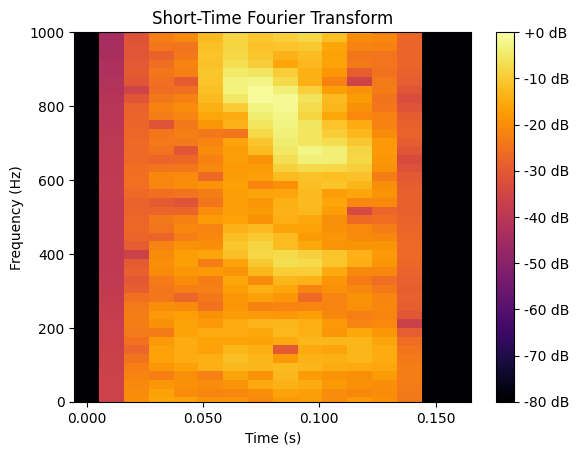 Short-Time Fourier Transform
1000
800
600
400
200
0
Frequency (Hz)
0.000
0.050
0.100
0.150
Time (s)
+0 dB
-10 dB
-20 dB
-30 dB
-40 dB
-50 dB
-60 dB
-70 dB
-80 dB